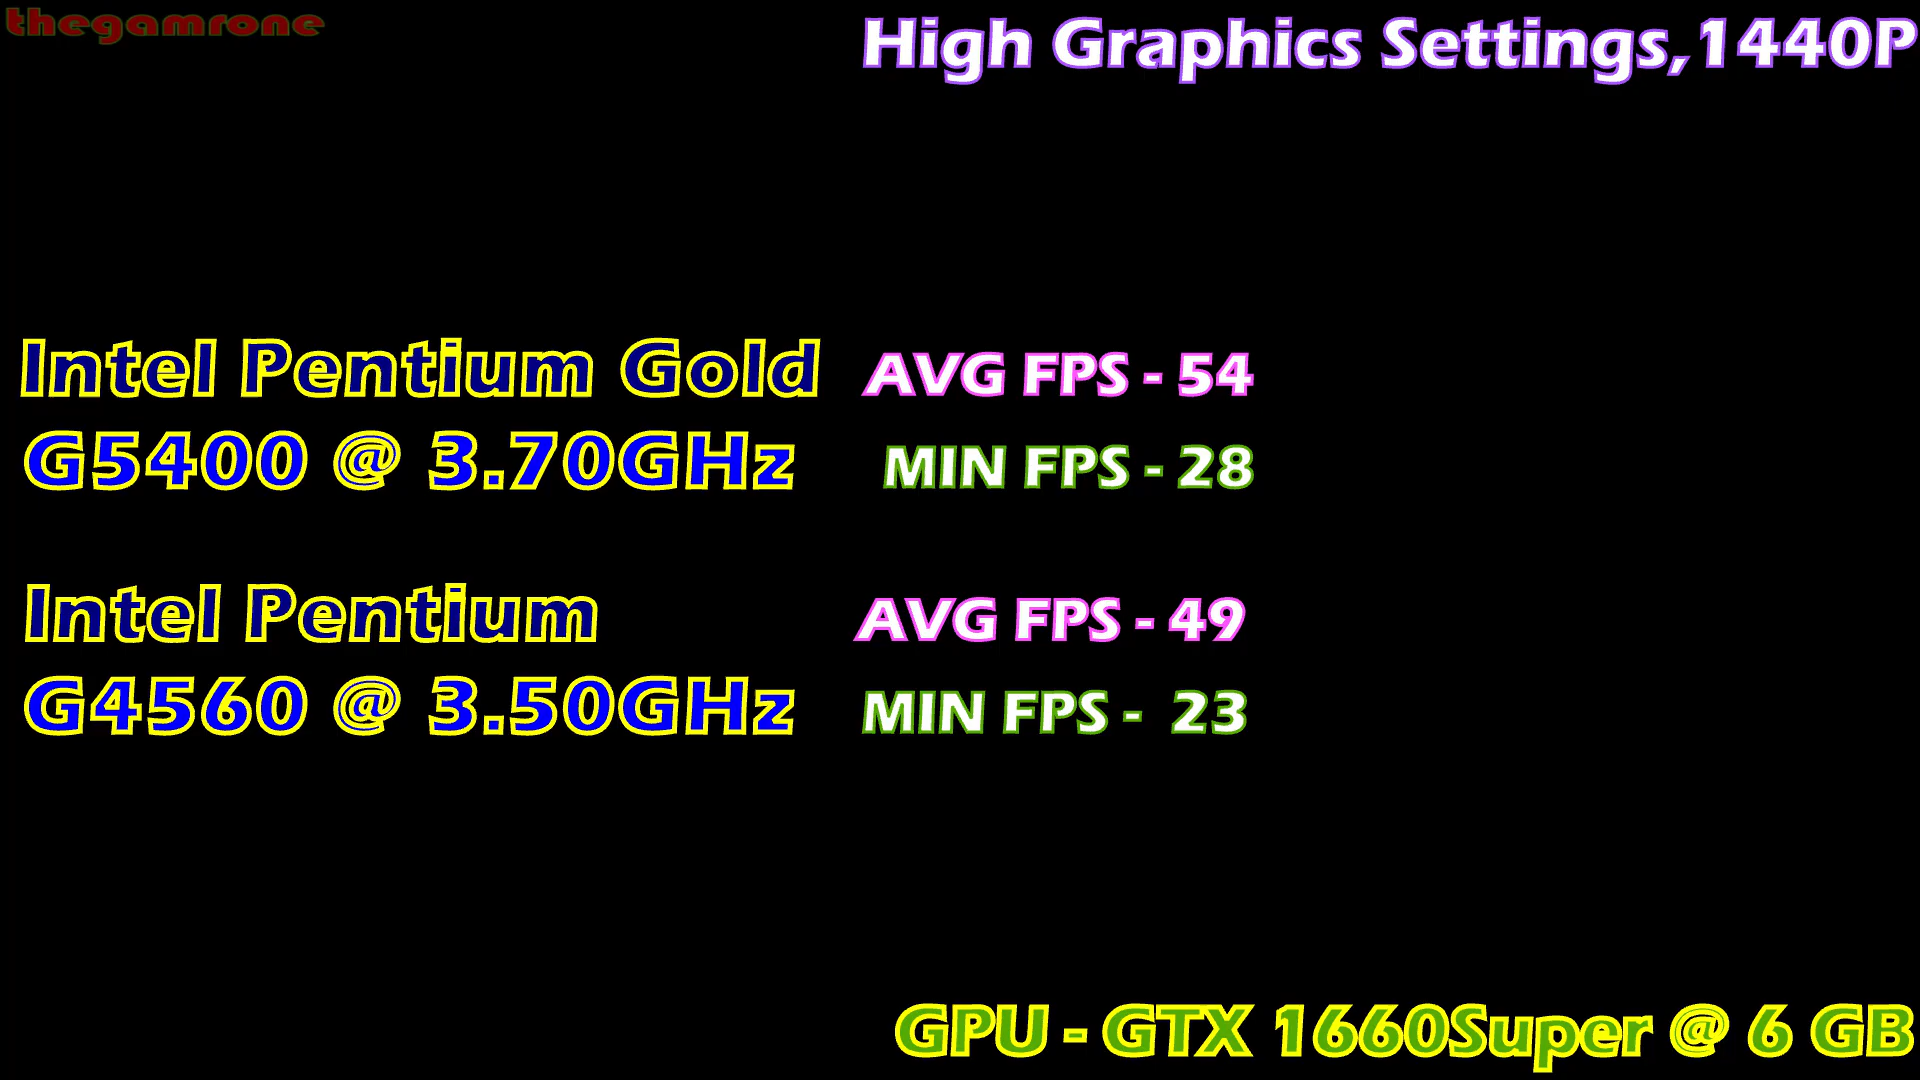 thegamrone
High Graphics Settings,1440P
Intel Pentium Gold
G5400 @ 3.70GHz
AVG FPS - 54
MIN FPS - 28
Intel Pentium
G4560 @ 3.50GHz
AVG FPS - 49
MIN FPS - 23
GPU - GTX 1660Super @ 6 GB